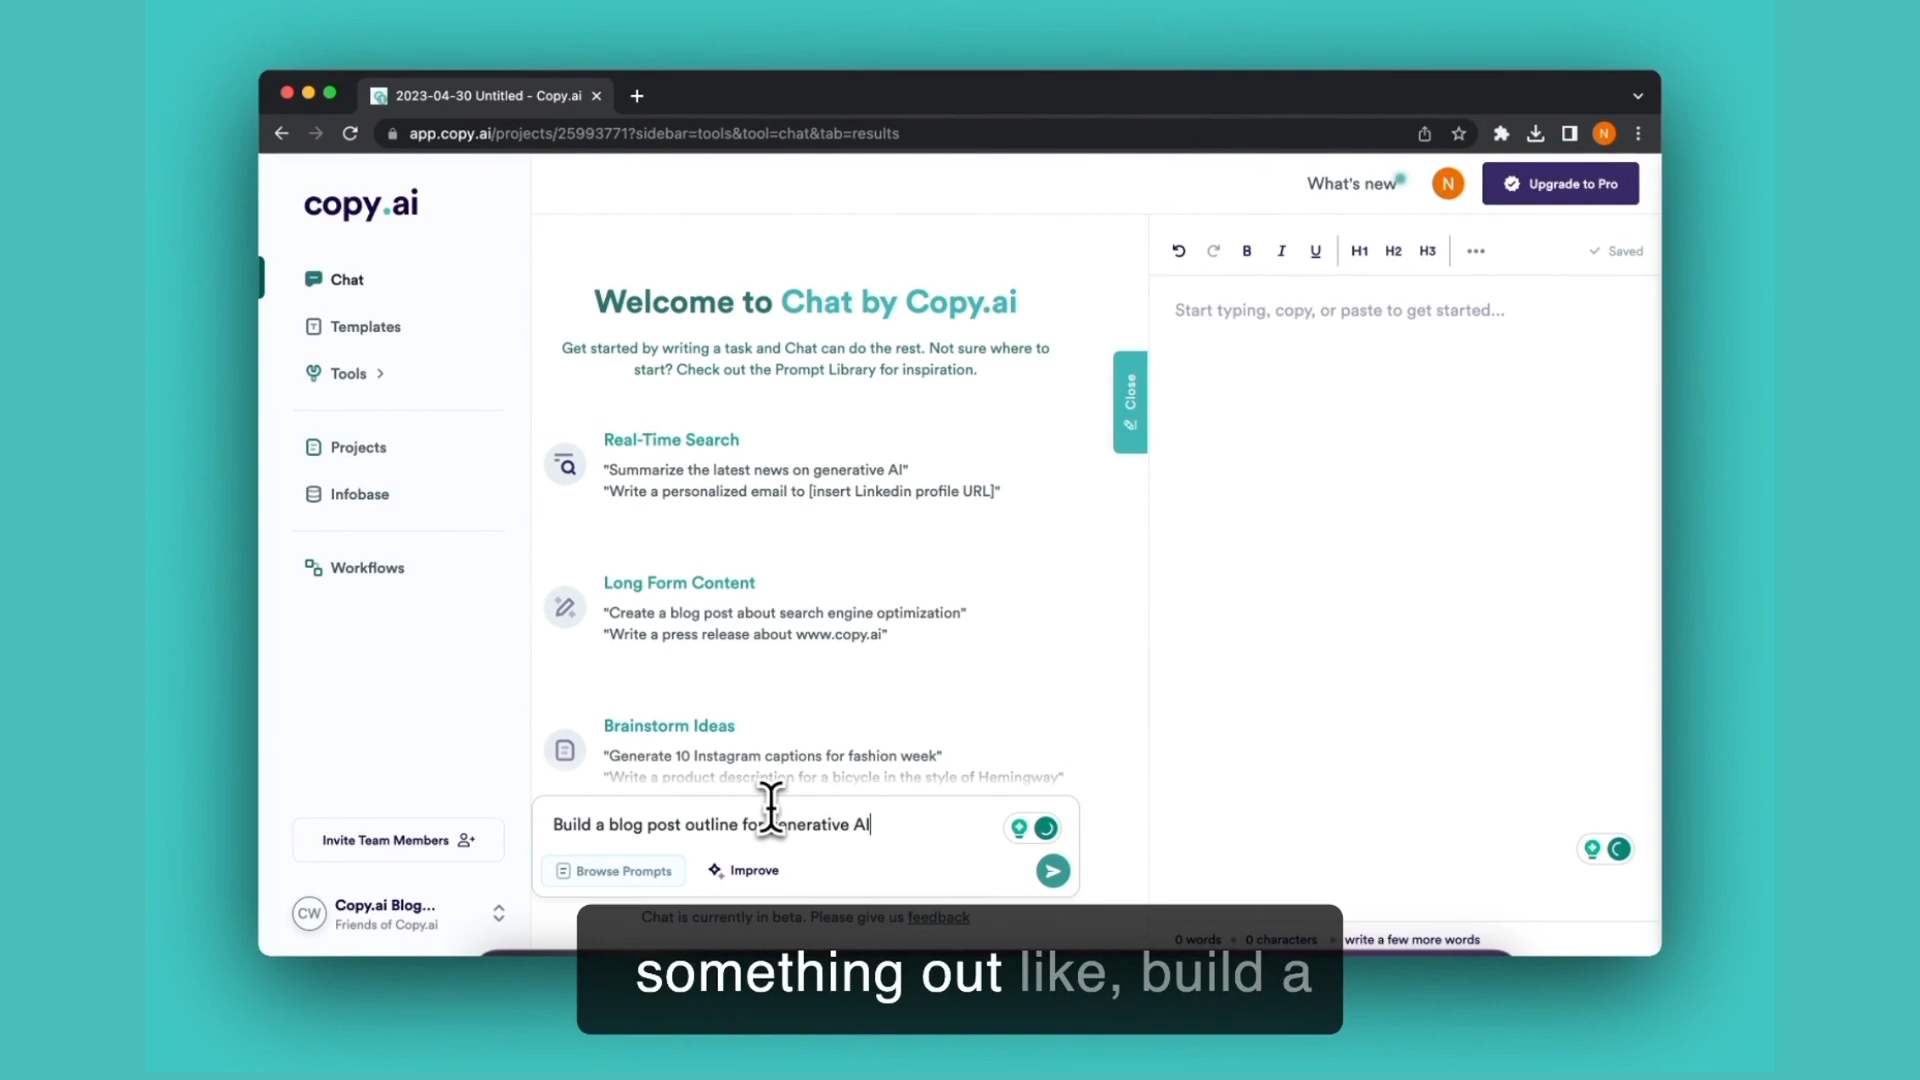 2023-04-30 Untitled - Copy.ai
app.copy.ai/projects/25993771?sidebar=tools&tool=chat&tab=results
N
copy.ai
What's new
N
Upgrade to Pro
Chat
Templates
Tools
Projects
Infobase
Workflows
Invite Team Members
CW
Copy.ai Blog...
Friends of Copy.ai
Welcome to Chat by Copy.ai
Get started by writing a task and Chat can do the rest. Not sure where to
start? Check out the Prompt Library for inspiration.
Real-Time Search
"Summarize the latest news on generative AI"
"Write a personalized email to [insert Linkedin profile URL]"
Long Form Content
"Create a blog post about search engine optimization"
"Write a press release about www.copy.ai"
Brainstorm Ideas
"Generate 10 Instagram captions for fashion week"
"Write a product description for a bicycle in the style of Hemingway"
Build a blog post outline for generative AI
Browse Prompts
Improve
Chat is currently in beta. Please give us feedback
Close
B I U H1 H2 H3
Saved
Start typing, copy, or paste to get started...
0 words • 0 characters • write a few more words
something out like, build a